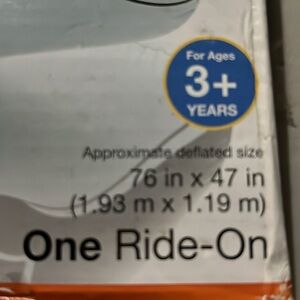 For Ages
3+
YEARS
Approximate deflated size
76 in x 47 in
(1.93 m x 1.19 m)
One Ride-On